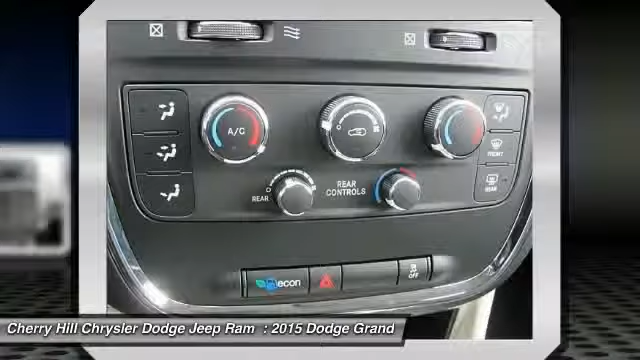 A/C
FRONT
REAR
REAR
CONTROLS
REAR
econ
OFF
Cherry Hill Chrysler Dodge Jeep Ram : 2015 Dodge Grand